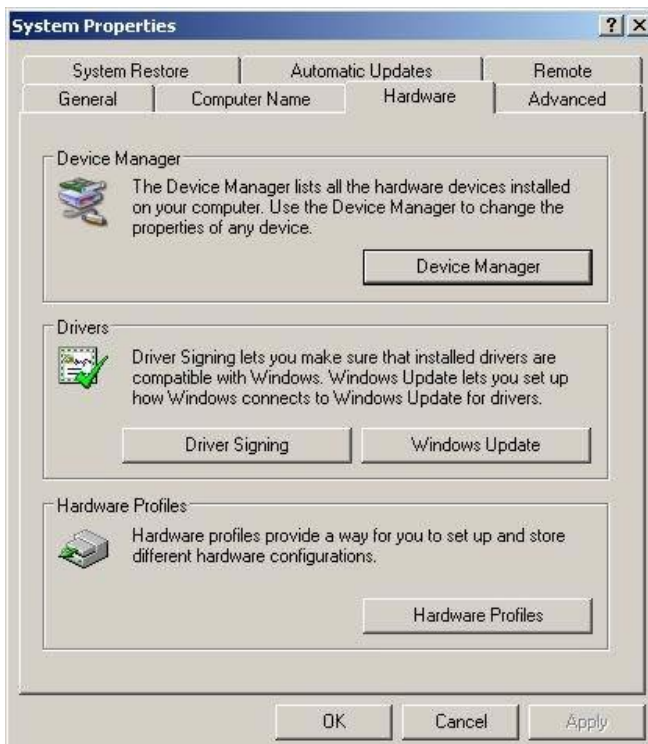 System Properties
System Restore
Automatic Updates
Remote
General
Computer Name
Hardware
Advanced
Device Manager
The Device Manager lists all the hardware devices installed
on your computer. Use the Device Manager to change the
properties of any device.
Device Manager
Drivers
Driver Signing lets you make sure that installed drivers are
compatible with Windows. Windows Update lets you set up
how Windows connects to Windows Update for drivers.
Driver Signing
Windows Update
Hardware Profiles
Hardware profiles provide a way for you to set up and store
different hardware configurations.
Hardware Profiles
OK
Cancel
Apply